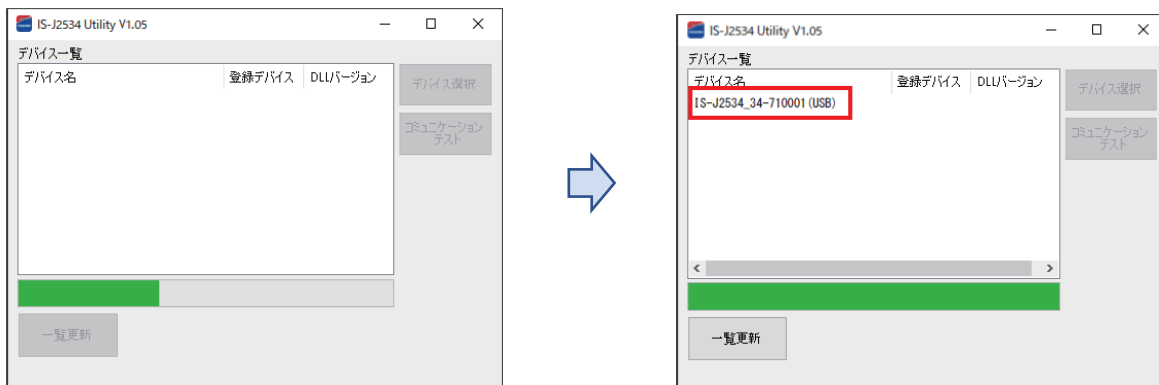 IS-J2534 Utility V1.05
デバイス一覧
デバイス名 登録デバイス DLLバージョン
デバイス選択
コミュニケーション
テスト
一覧更新
IS-J2534 Utility V1.05
デバイス一覧
デバイス名 登録デバイス DLLバージョン
IS-J2534_34-710001(USB)
デバイス選択
コミュニケーション
テスト
一覧更新